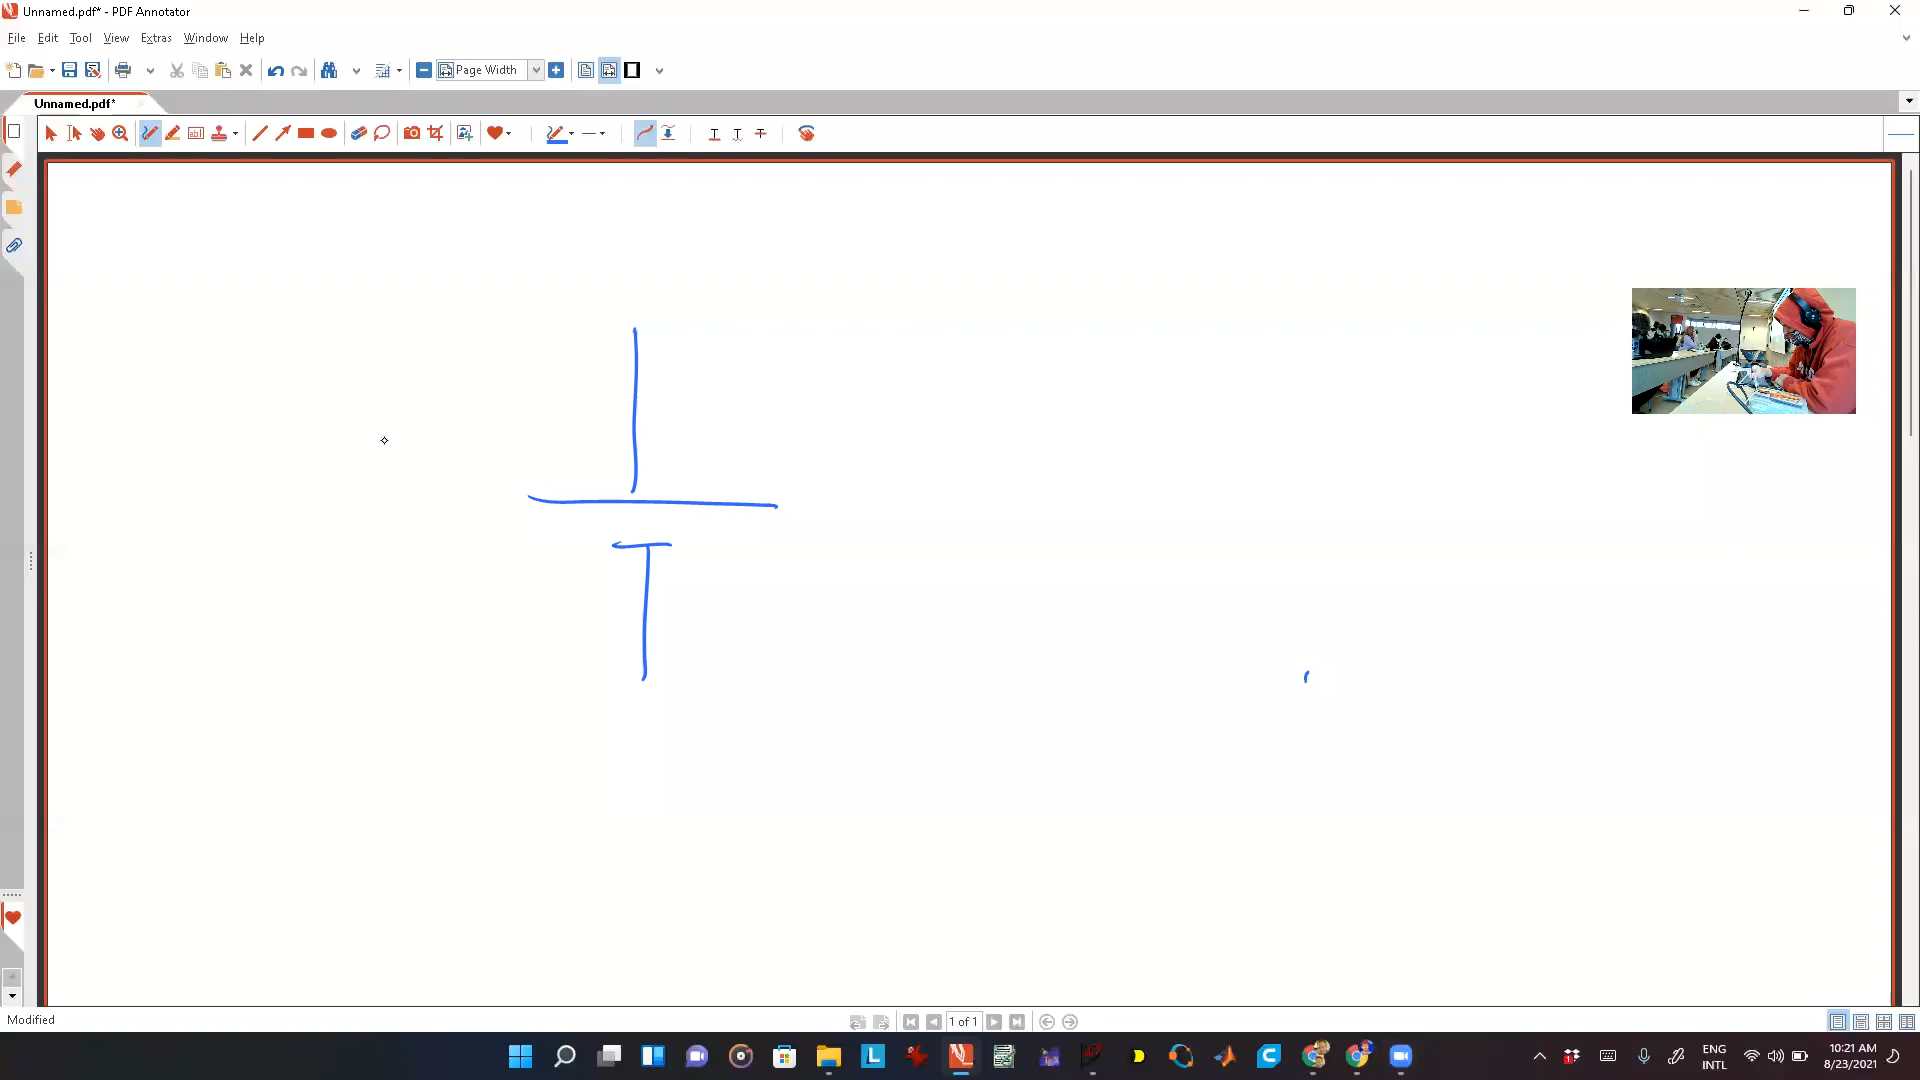 Unnamed.pdf* - PDF Annotator
File Edit Tool View Extras Window Help
Page Width
Unnamed.pdf*
Modified
1 of 1
ENG
INTL
10:21 AM
8/23/2021